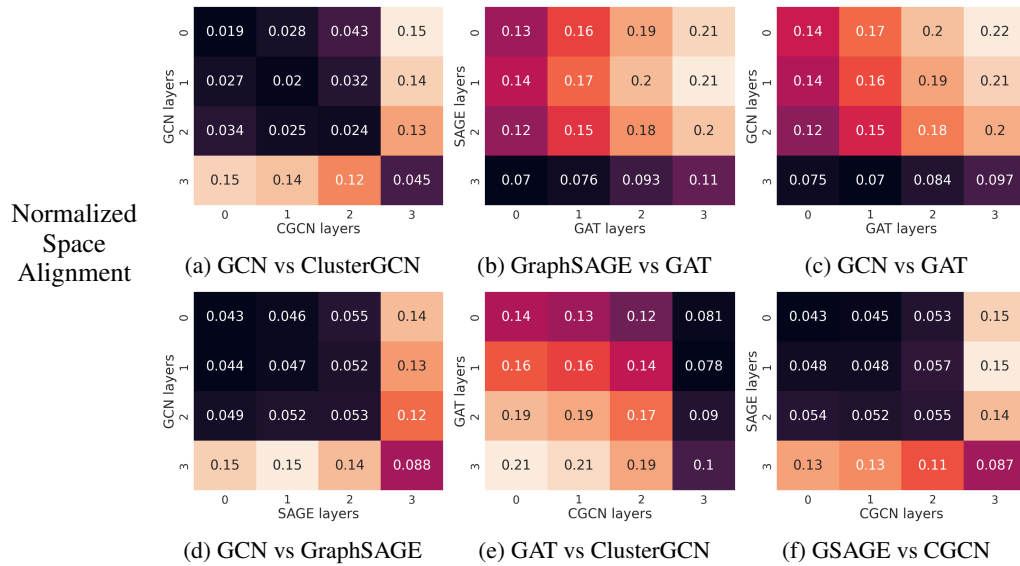 Normalized
Space
Alignment
GCN layers
0
0.019 0.028 0.043 0.15
1
0.027 0.02 0.032 0.14
2
0.034 0.025 0.024 0.13
3
0.15 0.14 0.12 0.045
0 1 2 3
CGCN layers
(a) GCN vs ClusterGCN
SAGE layers
0
0.13 0.16 0.19 0.21
1
0.14 0.17 0.2 0.21
2
0.12 0.15 0.18 0.2
3
0.07 0.076 0.093 0.11
0 1 2 3
GAT layers
(b) GraphSAGE vs GAT
GCN layers
0
0.14 0.17 0.2 0.22
1
0.14 0.16 0.19 0.21
2
0.12 0.15 0.18 0.2
3
0.075 0.07 0.084 0.097
0 1 2 3
GAT layers
(c) GCN vs GAT
GCN layers
0
0.043 0.046 0.055 0.14
1
0.044 0.047 0.052 0.13
2
0.049 0.052 0.053 0.12
3
0.15 0.15 0.14 0.088
0 1 2 3
SAGE layers
(d) GCN vs GraphSAGE
GAT layers
0
0.14 0.13 0.12 0.081
1
0.16 0.16 0.14 0.078
2
0.19 0.19 0.17 0.09
3
0.21 0.21 0.19 0.1
0 1 2 3
CGCN layers
(e) GAT vs ClusterGCN
SAGE layers
0
0.043 0.045 0.053 0.15
1
0.048 0.048 0.057 0.15
2
0.054 0.052 0.055 0.14
3
0.13 0.13 0.11 0.087
0 1 2 3
CGCN layers
(f) GSAGE vs CGCN